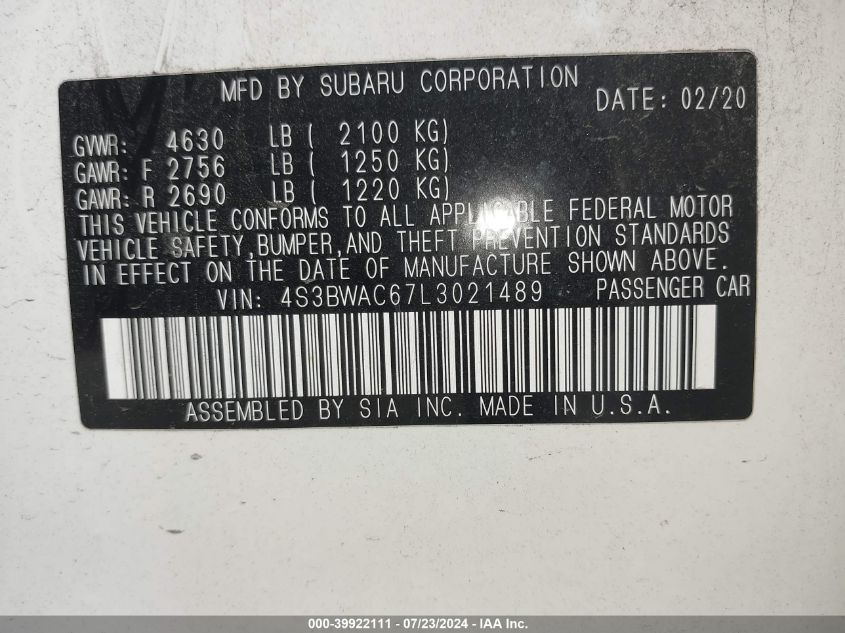 MFD BY SUBARU CORPORATION
DATE: 02/20
GVWR: 4630 LB ( 2100 KG)
GAWR: F 2756 LB ( 1250 KG)
GAWR: R 2690 LB ( 1220 KG)
THIS VEHICLE CONFORMS TO ALL APPLICABLE FEDERAL MOTOR
VEHICLE SAFETY,BUMPER,AND THEFT PREVENTION STANDARDS
IN EFFECT ON THE DATE OF MANUFACTURE SHOWN ABOVE.
VIN: 4S3BWAC67L3021489 PASSENGER CAR
ASSEMBLED BY SIA INC. MADE IN U.S.A.
000-39922111 - 07/23/2024 - IAA Inc.